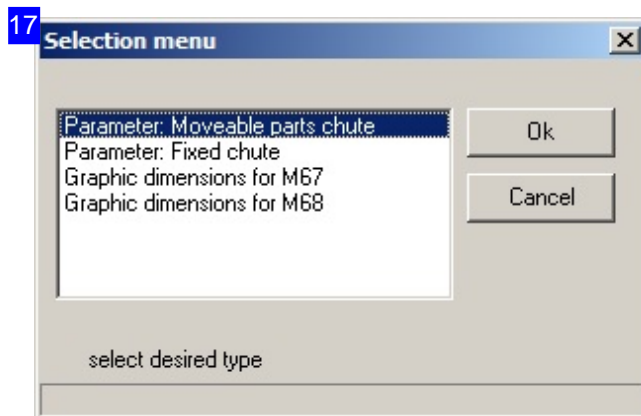 17
Selection menu
Parameter: Moveable parts chute
Parameter: Fixed chute
Graphic dimensions for M67
Graphic dimensions for M68
Ok
Cancel
select desired type